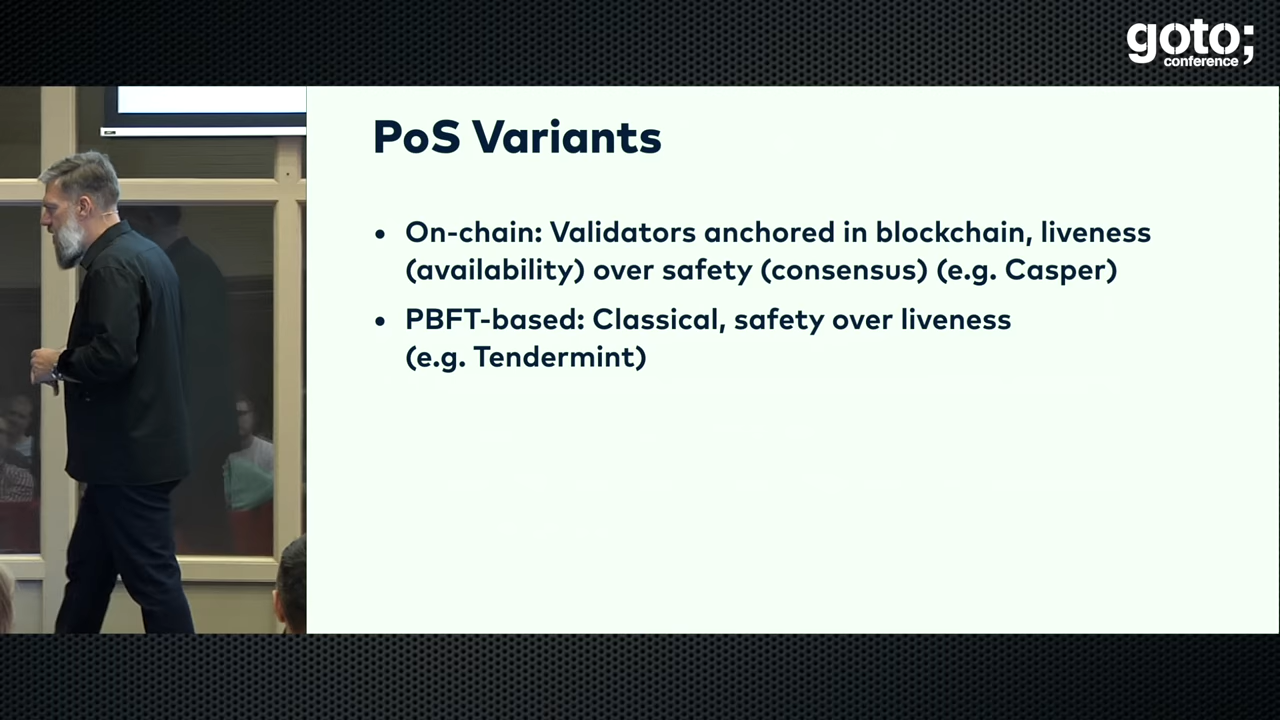 goto;
conference
PoS Variants
• On-chain: Validators anchored in blockchain, liveness
(availability) over safety (consensus) (e.g. Casper)
• PBFT-based: Classical, safety over liveness
(e.g. Tendermint)